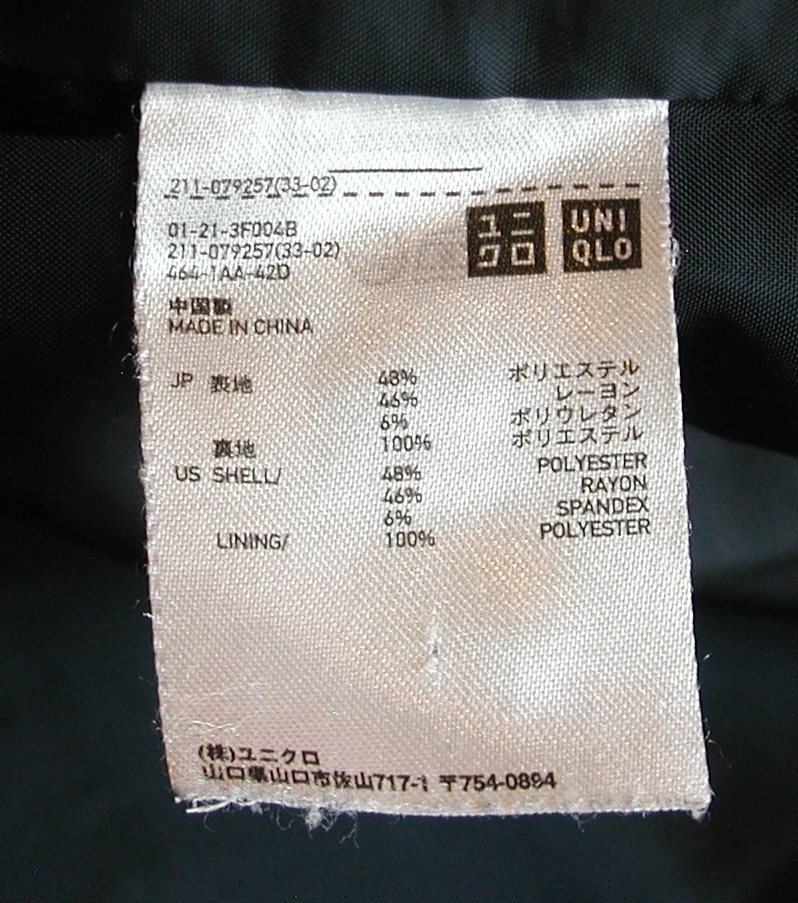 211-079257(33-02)
ユニ
クロ
UNI
QLO
01-21-3F004B
211-079257(33-02)
464-1AA-42D
中国製
MADE IN CHINA
JP 表地 48% ポリエステル
46% レーヨン
6% ポリウレタン
裏地 100% ポリエステル
US SHELL/ 48% POLYESTER
46% RAYON
6% SPANDEX
LINING/ 100% POLYESTER
(株)ユニクロ
山口県山口市佐山717-1 〒754-0894